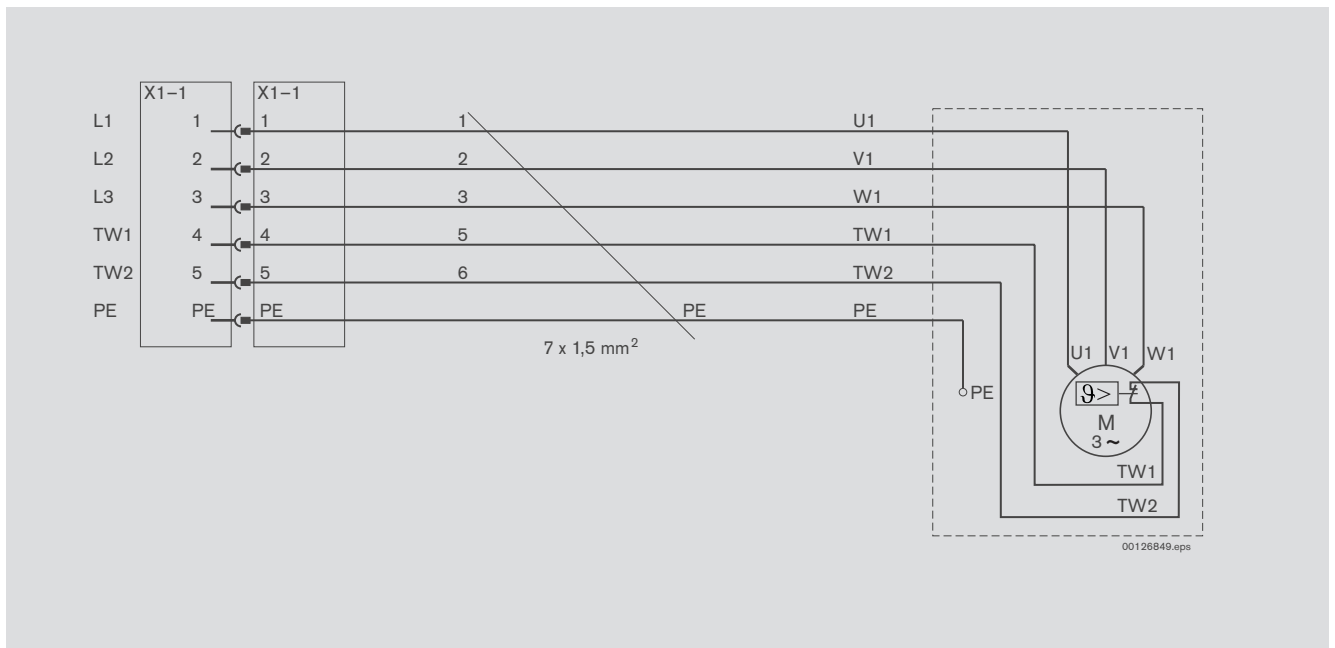 X1–1 X1–1
L1 1 1 1 U1
L2 2 2 2 V1
L3 3 3 3 W1
TW1 4 4 5 TW1
TW2 5 5 6 TW2
PE PE PE PE PE
7 x 1,5 mm²
U1 V1 W1
PE
ϑ>
M
3 ~
TW1
TW2
00126849.eps